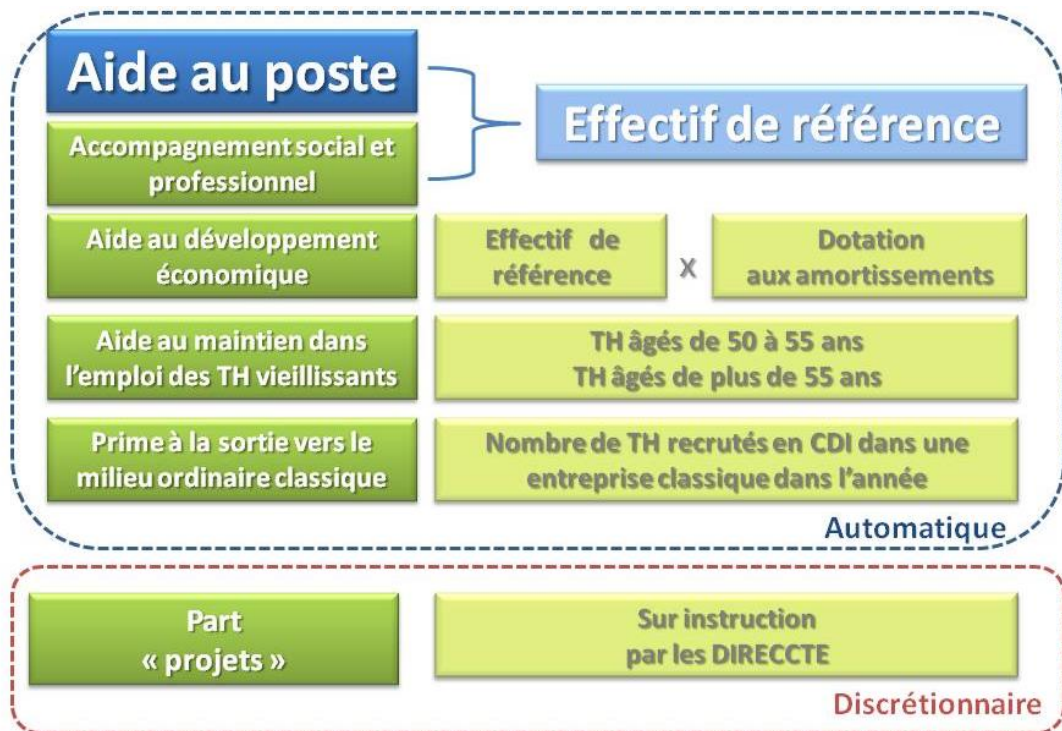 Aide au poste
Effectif de référence
Accompagnement social et
professionnel
Aide au développement
économique
Effectif de
référence
X
Dotation
aux amortissements
Aide au maintien dans
l'emploi des TH vieillissants
TH âgés de 50 à 55 ans
TH âgés de plus de 55 ans
Prime à la sortie vers le
milieu ordinaire classique
Nombre de TH recrutés en CDI dans une
entreprise classique dans l'année
Automatique
Part
« projets »
Sur instruction
par les DIRECCTE
Discrétionnaire